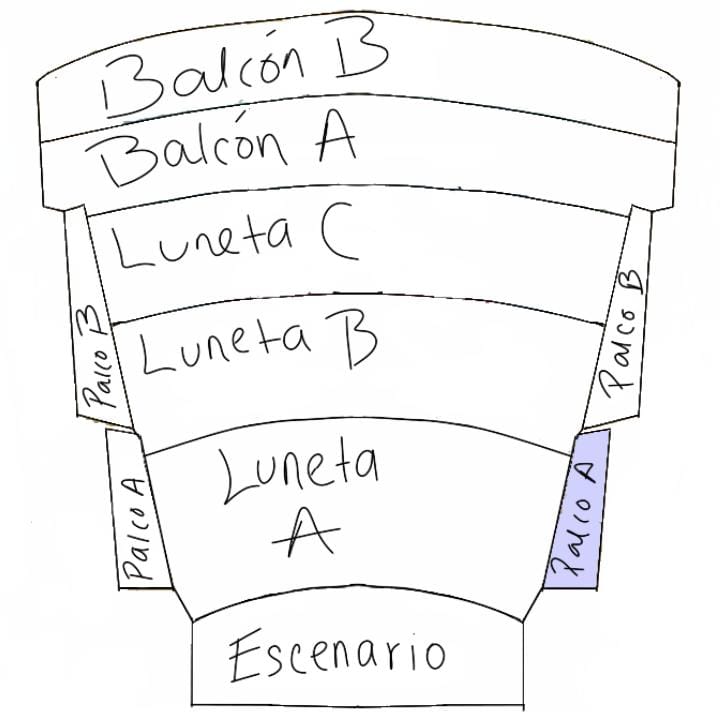 Balcón B
Balcón A
Luneta C
Palco B
Palco B
Luneta B
Luneta
A
Palco A
Palco A
Escenario